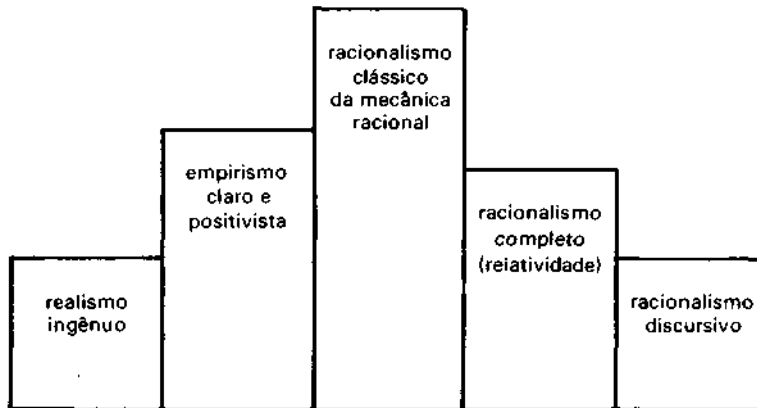 realismo
ingênuo
empirismo
claro e
positivista
racionalismo
clássico
da mecânica
racional
racionalismo
completo
(relatividade)
racionalismo
discursivo